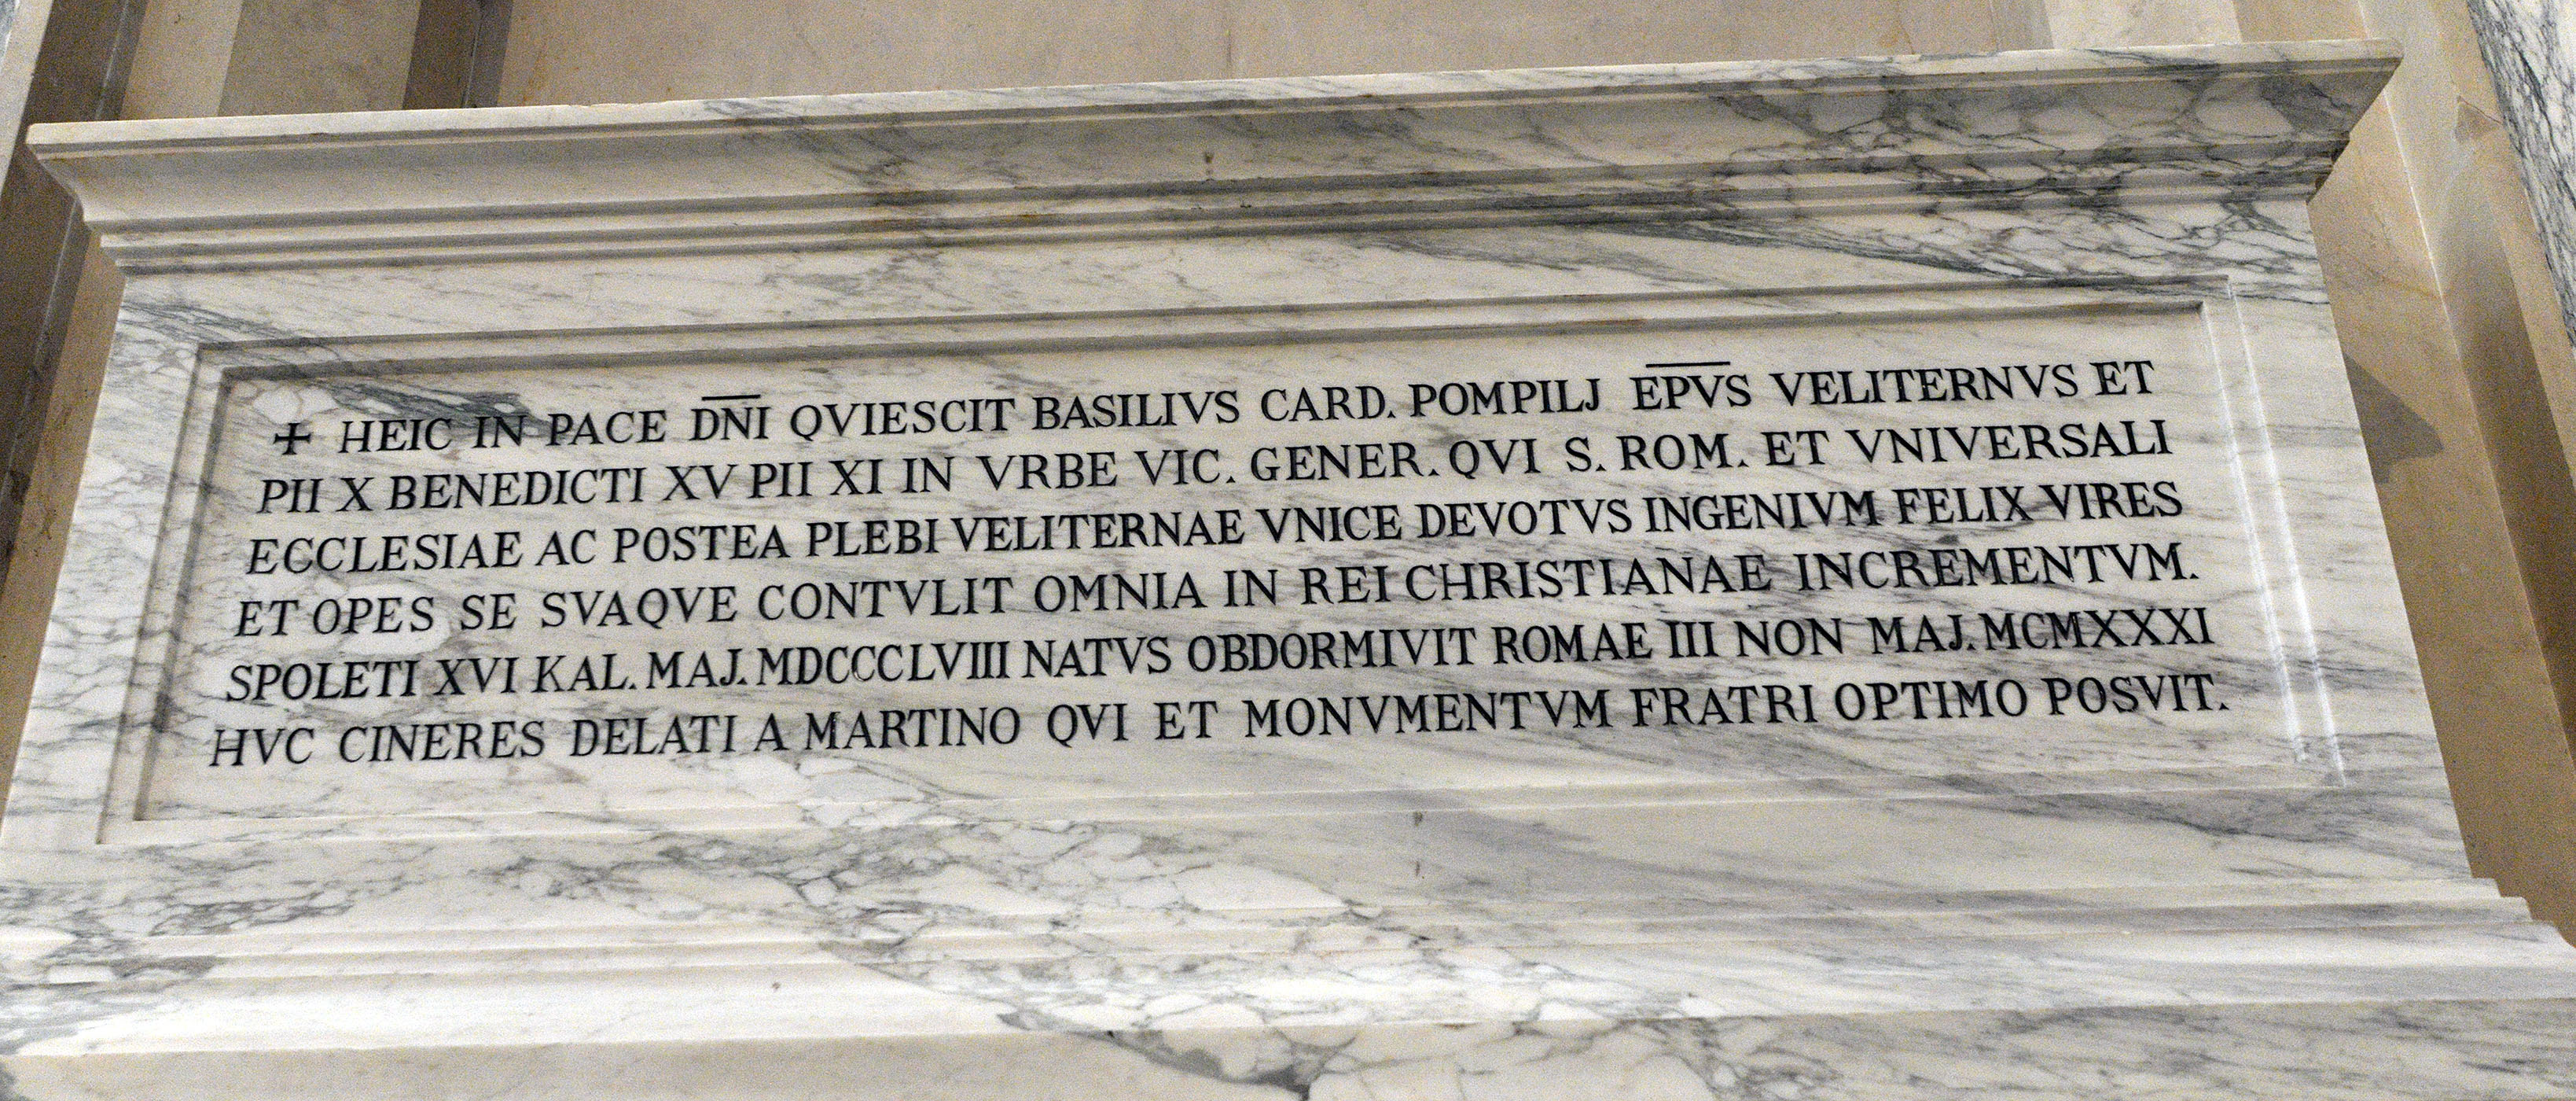 ✠ HEIC IN PACE DN̅I QVIESCIT BASILIVS CARD. POMPILJ E̅P̅V̅S VELITERNVS ET
PII X BENEDICTI XV PII XI IN VRBE VIC. GENER. QVI S. ROM. ET VNIVERSALI
ECCLESIAE AC POSTEA PLEBI VELITERNAE VNICE DEVOTVS INGENIVM FELIX VIRES
ET OPES SE SVAQVE CONTVLIT OMNIA IN REI CHRISTIANAE INCREMENTVM.
SPOLETI XVI KAL. MAJ. MDCCCLVIII NATVS OBDORMIVIT ROMAE III NON MAJ. MCMXXXI
HVC CINERES DELATI A MARTINO QVI ET MONVMENTVM FRATRI OPTIMO POSVIT.